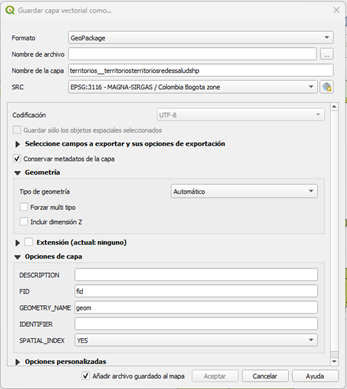 Guardar capa vectorial como...
Formato GeoPackage
Nombre de archivo ...
Nombre de la capa territorios__territoriosterritoriosredessaludshp
SRC EPSG:3116 - MAGNA-SIRGAS / Colombia Bogota zone
Codificación UTF-8
Guardar sólo los objetos espaciales seleccionados
Seleccione campos a exportar y sus opciones de exportación
Conservar metadatos de la capa
Geometría
Tipo de geometría Automático
Forzar multi tipo
Incluir dimensión Z
Extensión (actual: ninguno)
Opciones de capa
DESCRIPTION
FID fid
GEOMETRY_NAME geom
IDENTIFIER
SPATIAL_INDEX YES
Opciones personalizadas
Añadir archivo guardado al mapa Aceptar Cancelar Ayuda